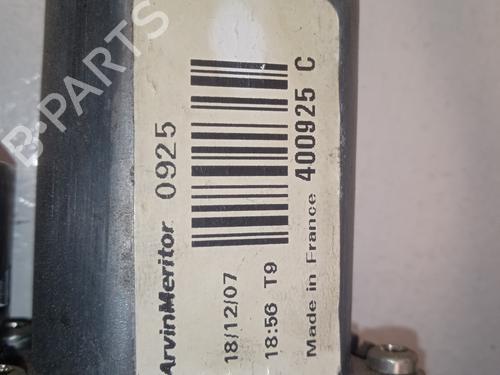 ArvinMeritor 0925
18/12/07
18:56 T9
400925 C
Made in France
B-PARTS